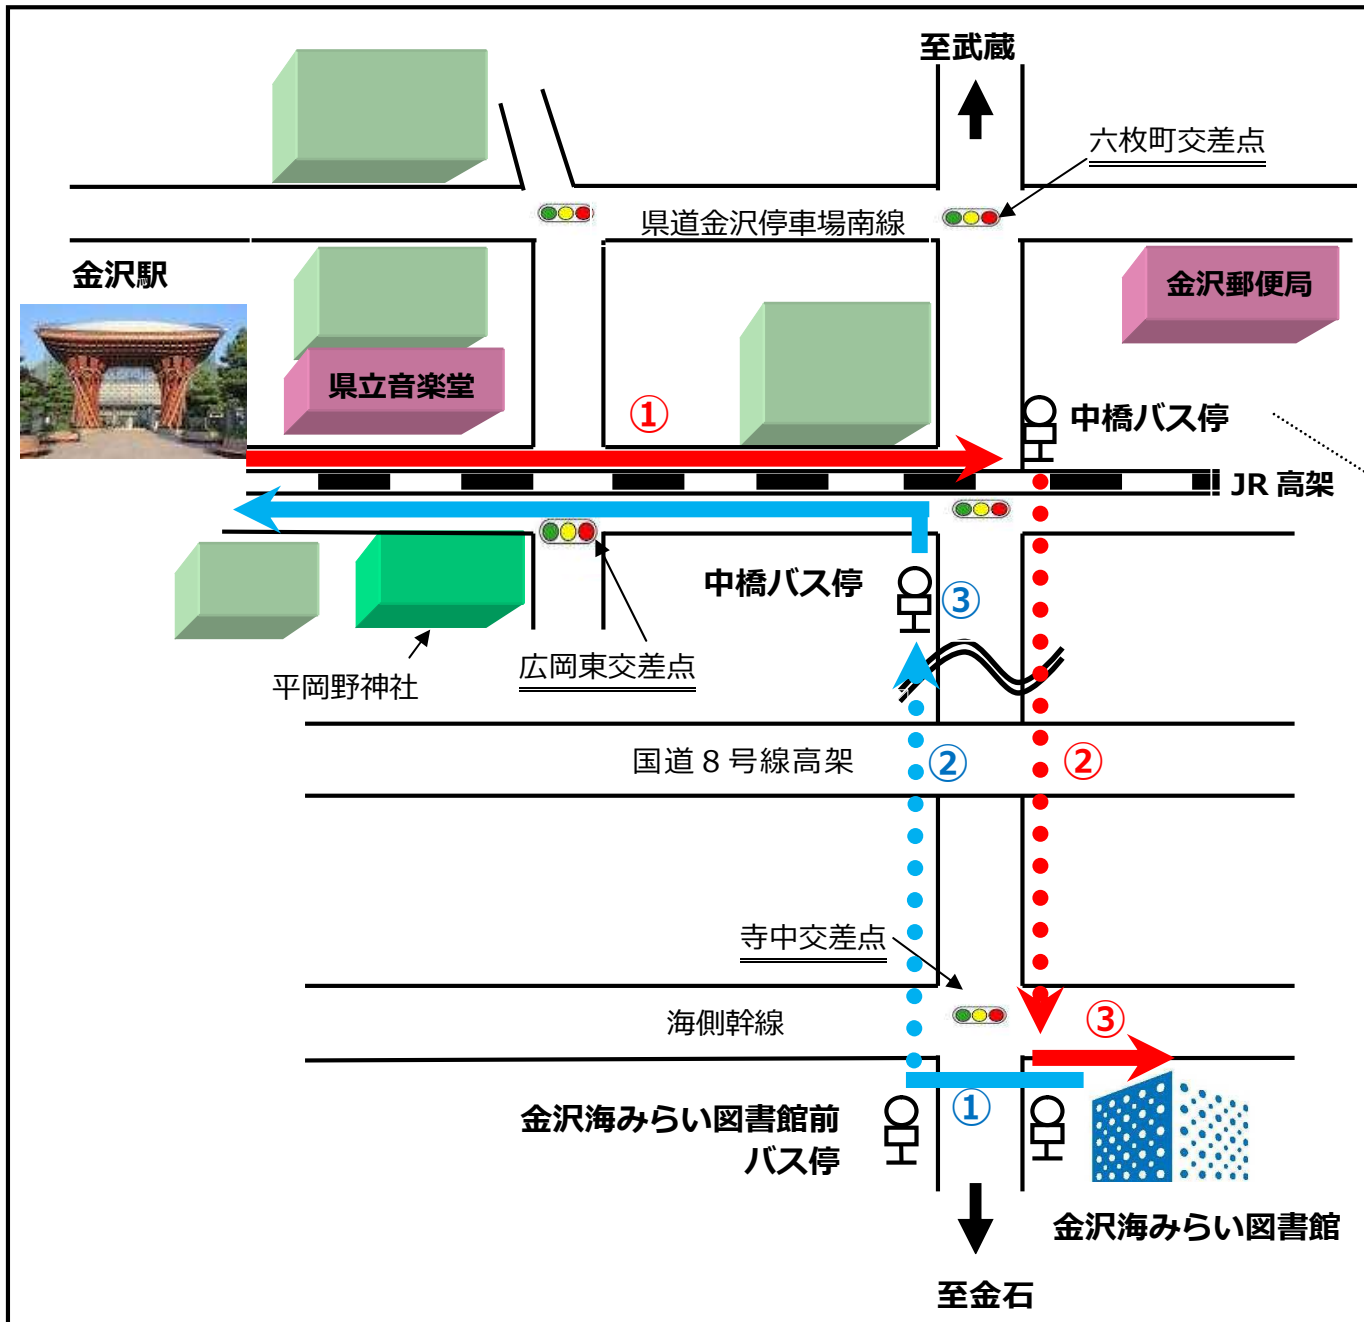 至武蔵
六枚町交差点
県道金沢停車場南線
金沢駅
金沢郵便局
県立音楽堂
①
中橋バス停
JR 高架
中橋バス停
③
広岡東交差点
平岡野神社
国道８号線高架
②
②
寺中交差点
海側幹線
③
①
金沢海みらい図書館前
バス停
金沢海みらい図書館
至金石